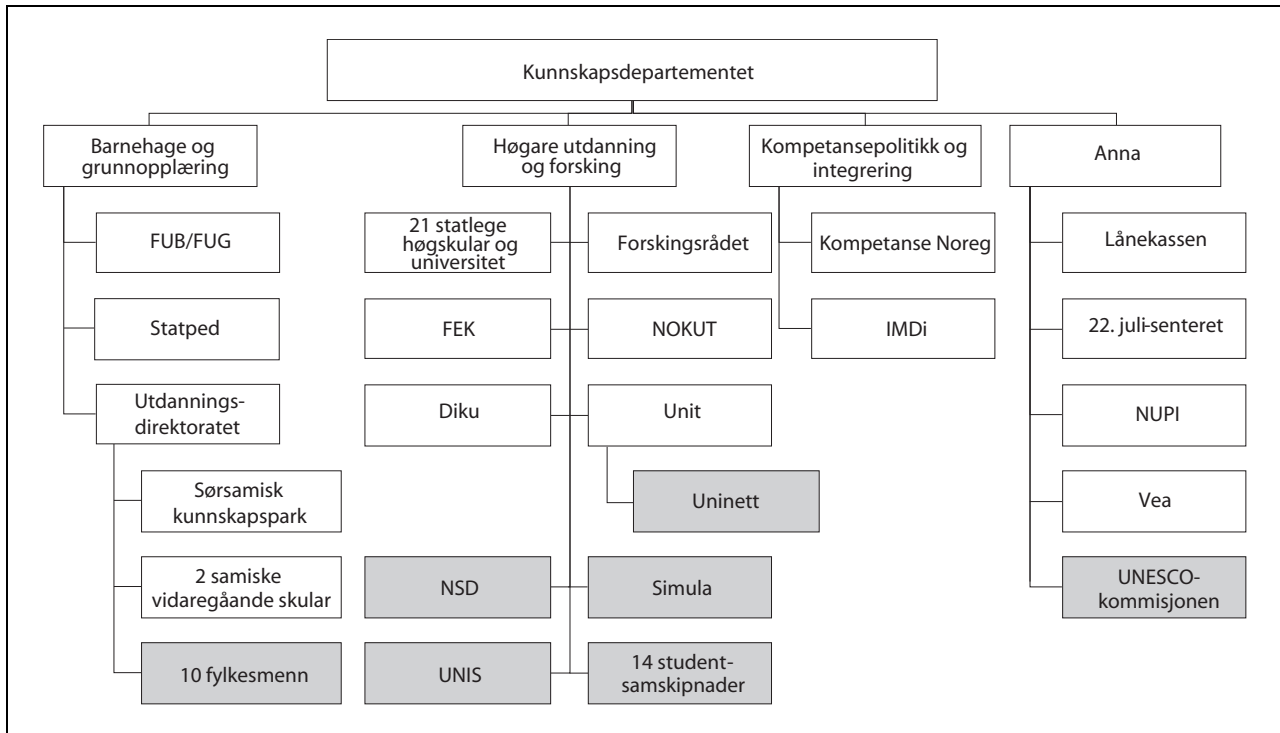 Kunnskapsdepartementet
Barnehage og
grunnopplæring
Høgare utdanning
og forsking
Kompetansepolitikk og
integrering
Anna
FUB/FUG
Statped
Utdannings-
direktoratet
Sørsamisk
kunnskapspark
2 samiske
vidaregåande skular
10 fylkesmenn
21 statlege
høgskular og
universitet
Forskingsrådet
FEK
NOKUT
Diku
Unit
Uninett
NSD
Simula
UNIS
14 student-
samskipnader
Kompetanse Noreg
IMDi
Lånekassen
22. juli-senteret
NUPI
Vea
UNESCO-
kommisjonen